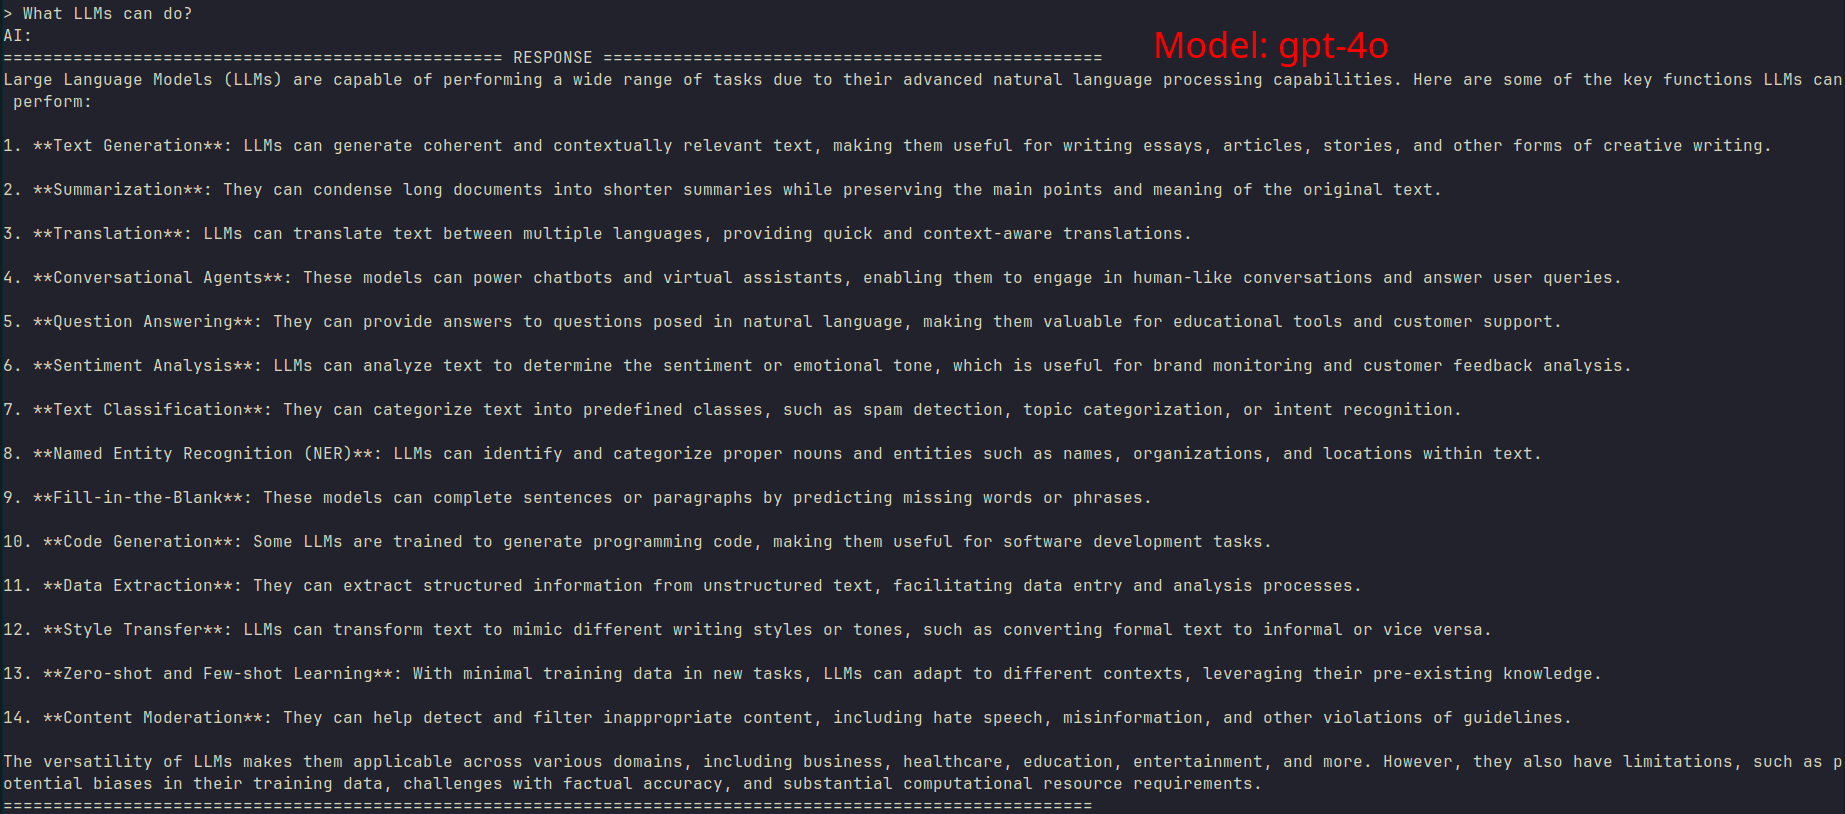 > What LLMs can do?
AI:
================================================== RESPONSE ==================================================
Model: gpt-4o
Large Language Models (LLMs) are capable of performing a wide range of tasks due to their advanced natural language processing capabilities. Here are some of the key functions LLMs can
 perform:
1. **Text Generation**: LLMs can generate coherent and contextually relevant text, making them useful for writing essays, articles, stories, and other forms of creative writing.
2. **Summarization**: They can condense long documents into shorter summaries while preserving the main points and meaning of the original text.
3. **Translation**: LLMs can translate text between multiple languages, providing quick and context-aware translations.
4. **Conversational Agents**: These models can power chatbots and virtual assistants, enabling them to engage in human-like conversations and answer user queries.
5. **Question Answering**: They can provide answers to questions posed in natural language, making them valuable for educational tools and customer support.
6. **Sentiment Analysis**: LLMs can analyze text to determine the sentiment or emotional tone, which is useful for brand monitoring and customer feedback analysis.
7. **Text Classification**: They can categorize text into predefined classes, such as spam detection, topic categorization, or intent recognition.
8. **Named Entity Recognition (NER)**: LLMs can identify and categorize proper nouns and entities such as names, organizations, and locations within text.
9. **Fill-in-the-Blank**: These models can complete sentences or paragraphs by predicting missing words or phrases.
10. **Code Generation**: Some LLMs are trained to generate programming code, making them useful for software development tasks.
11. **Data Extraction**: They can extract structured information from unstructured text, facilitating data entry and analysis processes.
12. **Style Transfer**: LLMs can transform text to mimic different writing styles or tones, such as converting formal text to informal or vice versa.
13. **Zero-shot and Few-shot Learning**: With minimal training data in new tasks, LLMs can adapt to different contexts, leveraging their pre-existing knowledge.
14. **Content Moderation**: They can help detect and filter inappropriate content, including hate speech, misinformation, and other violations of guidelines.
The versatility of LLMs makes them applicable across various domains, including business, healthcare, education, entertainment, and more. However, they also have limitations, such as p
otential biases in their training data, challenges with factual accuracy, and substantial computational resource requirements.
=============================================================================================================